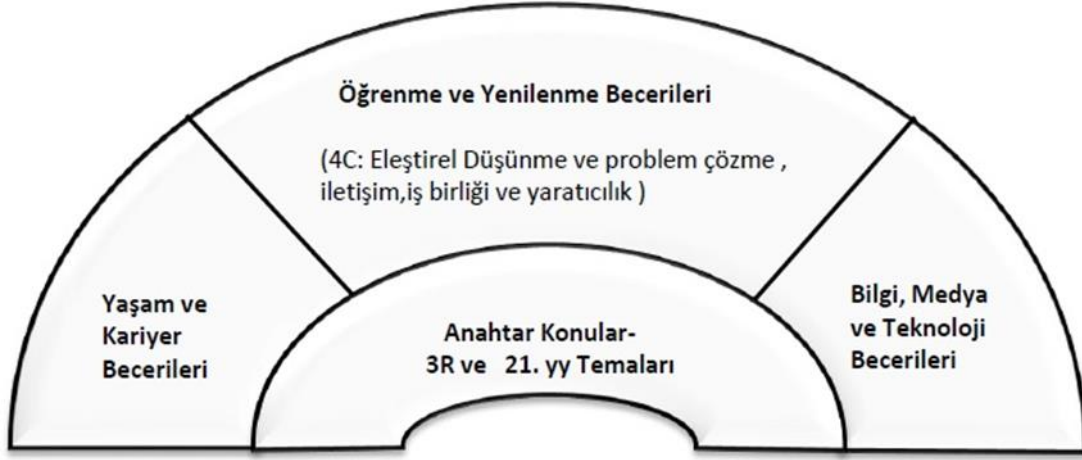 Öğrenme ve Yenilenme Becerileri
(4C: Eleştirel Düşünme ve problem çözme ,
iletişim,iş birliği ve yaratıcılık )
Yaşam ve
Kariyer
Becerileri
Anahtar Konular-
3R ve 21. yy Temaları
Bilgi, Medya
ve Teknoloji
Becerileri